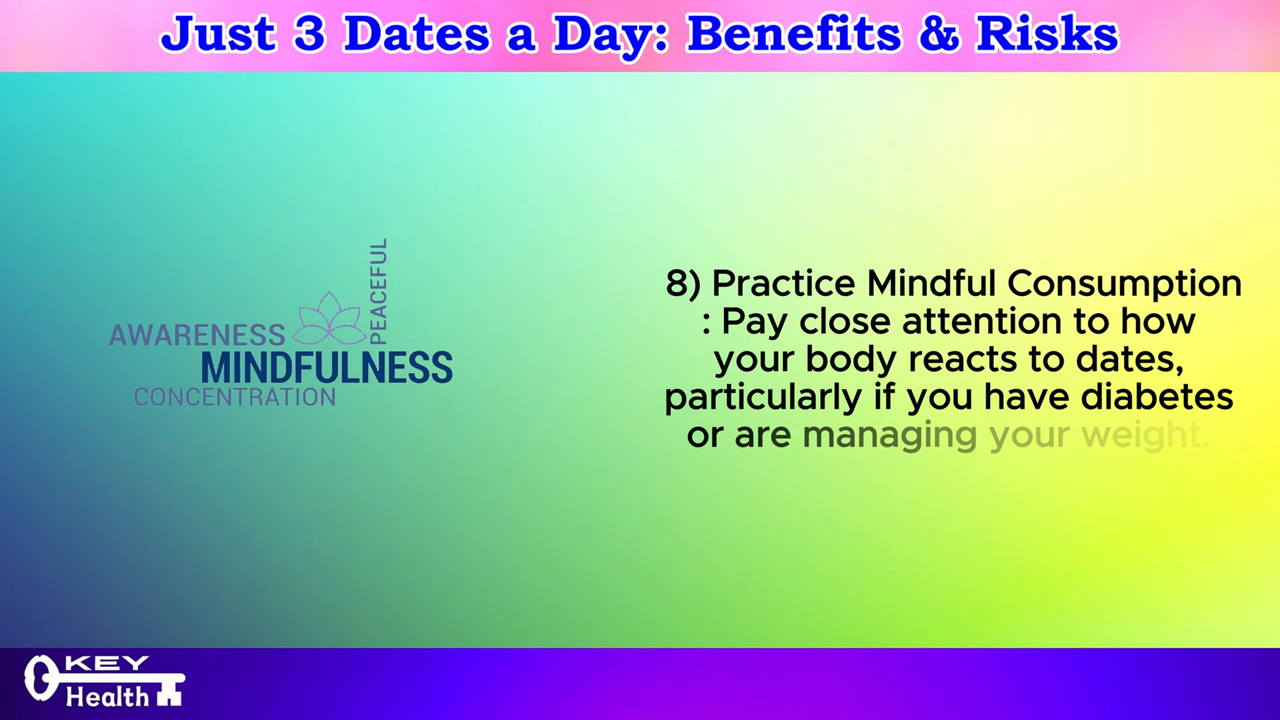 Just 3 Dates a Day: Benefits & Risks
PEACEFUL
AWARENESS
MINDFULNESS
CONCENTRATION
8) Practice Mindful Consumption
: Pay close attention to how
your body reacts to dates,
particularly if you have diabetes
or are managing your weight.
KEY
Health